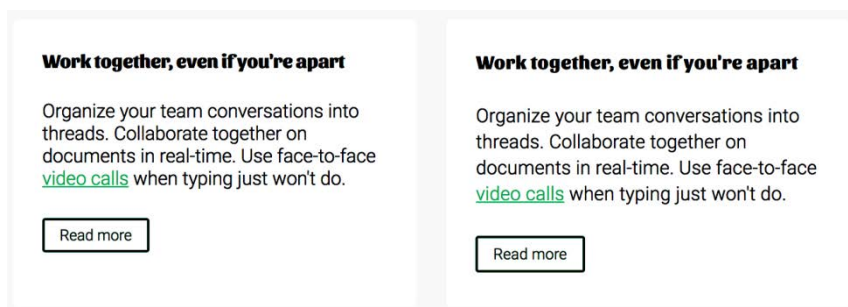 Work together, even if you're apart
Organize your team conversations into
threads. Collaborate together on
documents in real-time. Use face-to-face
video calls when typing just won't do.
Read more
Work together, even if you're apart
Organize your team conversations into
threads. Collaborate together on
documents in real-time. Use face-to-face
video calls when typing just won't do.
Read more